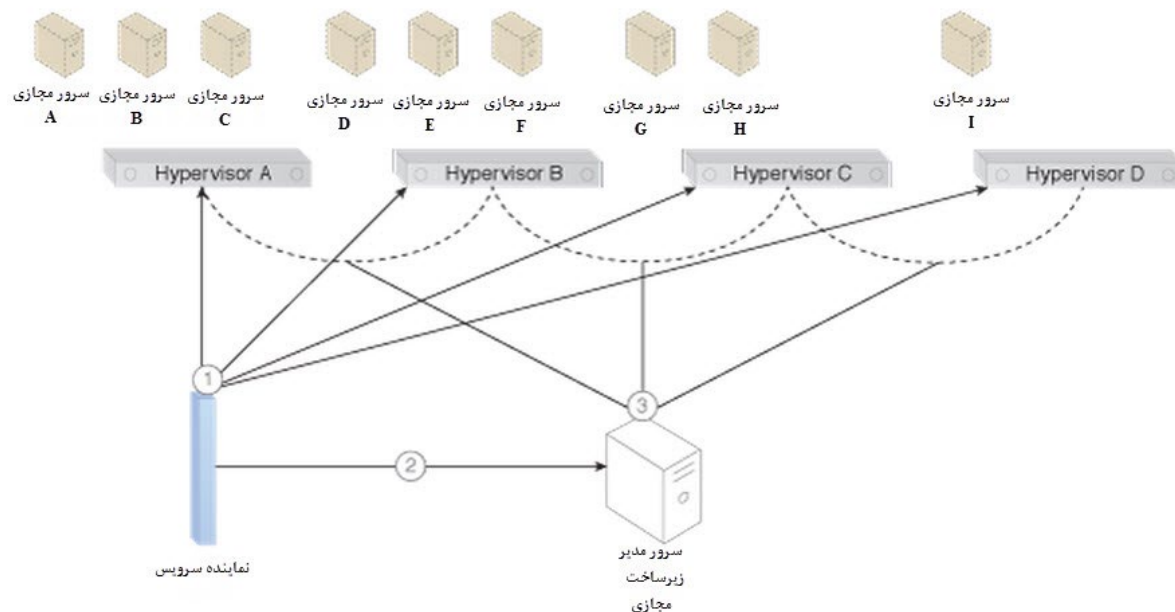 سرور مجازی
A
سرور مجازی
B
سرور مجازی
C
سرور مجازی
D
سرور مجازی
E
سرور مجازی
F
سرور مجازی
G
سرور مجازی
H
سرور مجازی
I
Hypervisor A
Hypervisor B
Hypervisor C
Hypervisor D
1
2
3
نماینده سرویس
سرور مدیر
زیرساخت
مجازی